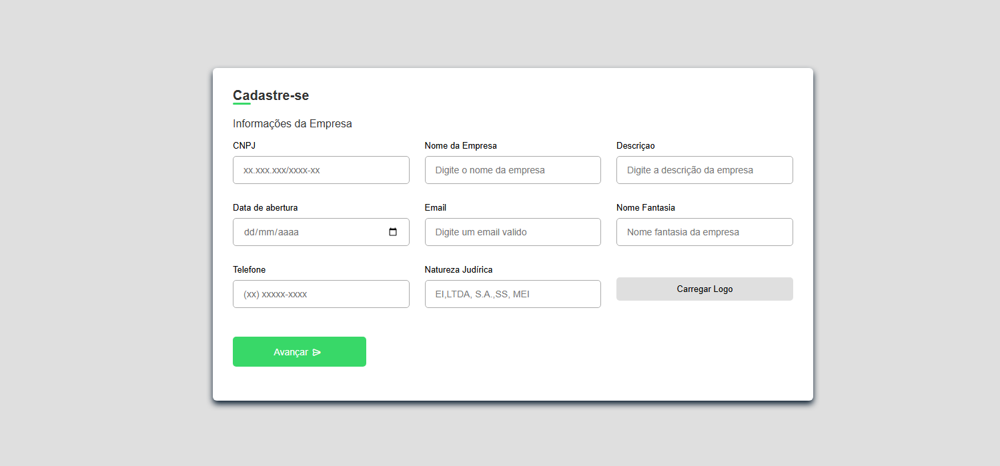 Cadastre-se
Informações da Empresa
CNPJ Nome da Empresa Descriçao
xx.xxx.xxx/xxxx-xx Digite o nome da empresa Digite a descrição da empresa
Data de abertura Email Nome Fantasia
dd/mm/aaaa Digite um email valido Nome fantasia da empresa
Telefone Natureza Judírica
(xx) xxxxx-xxxx EI,LTDA, S.A.,SS, MEI Carregar Logo
Avançar